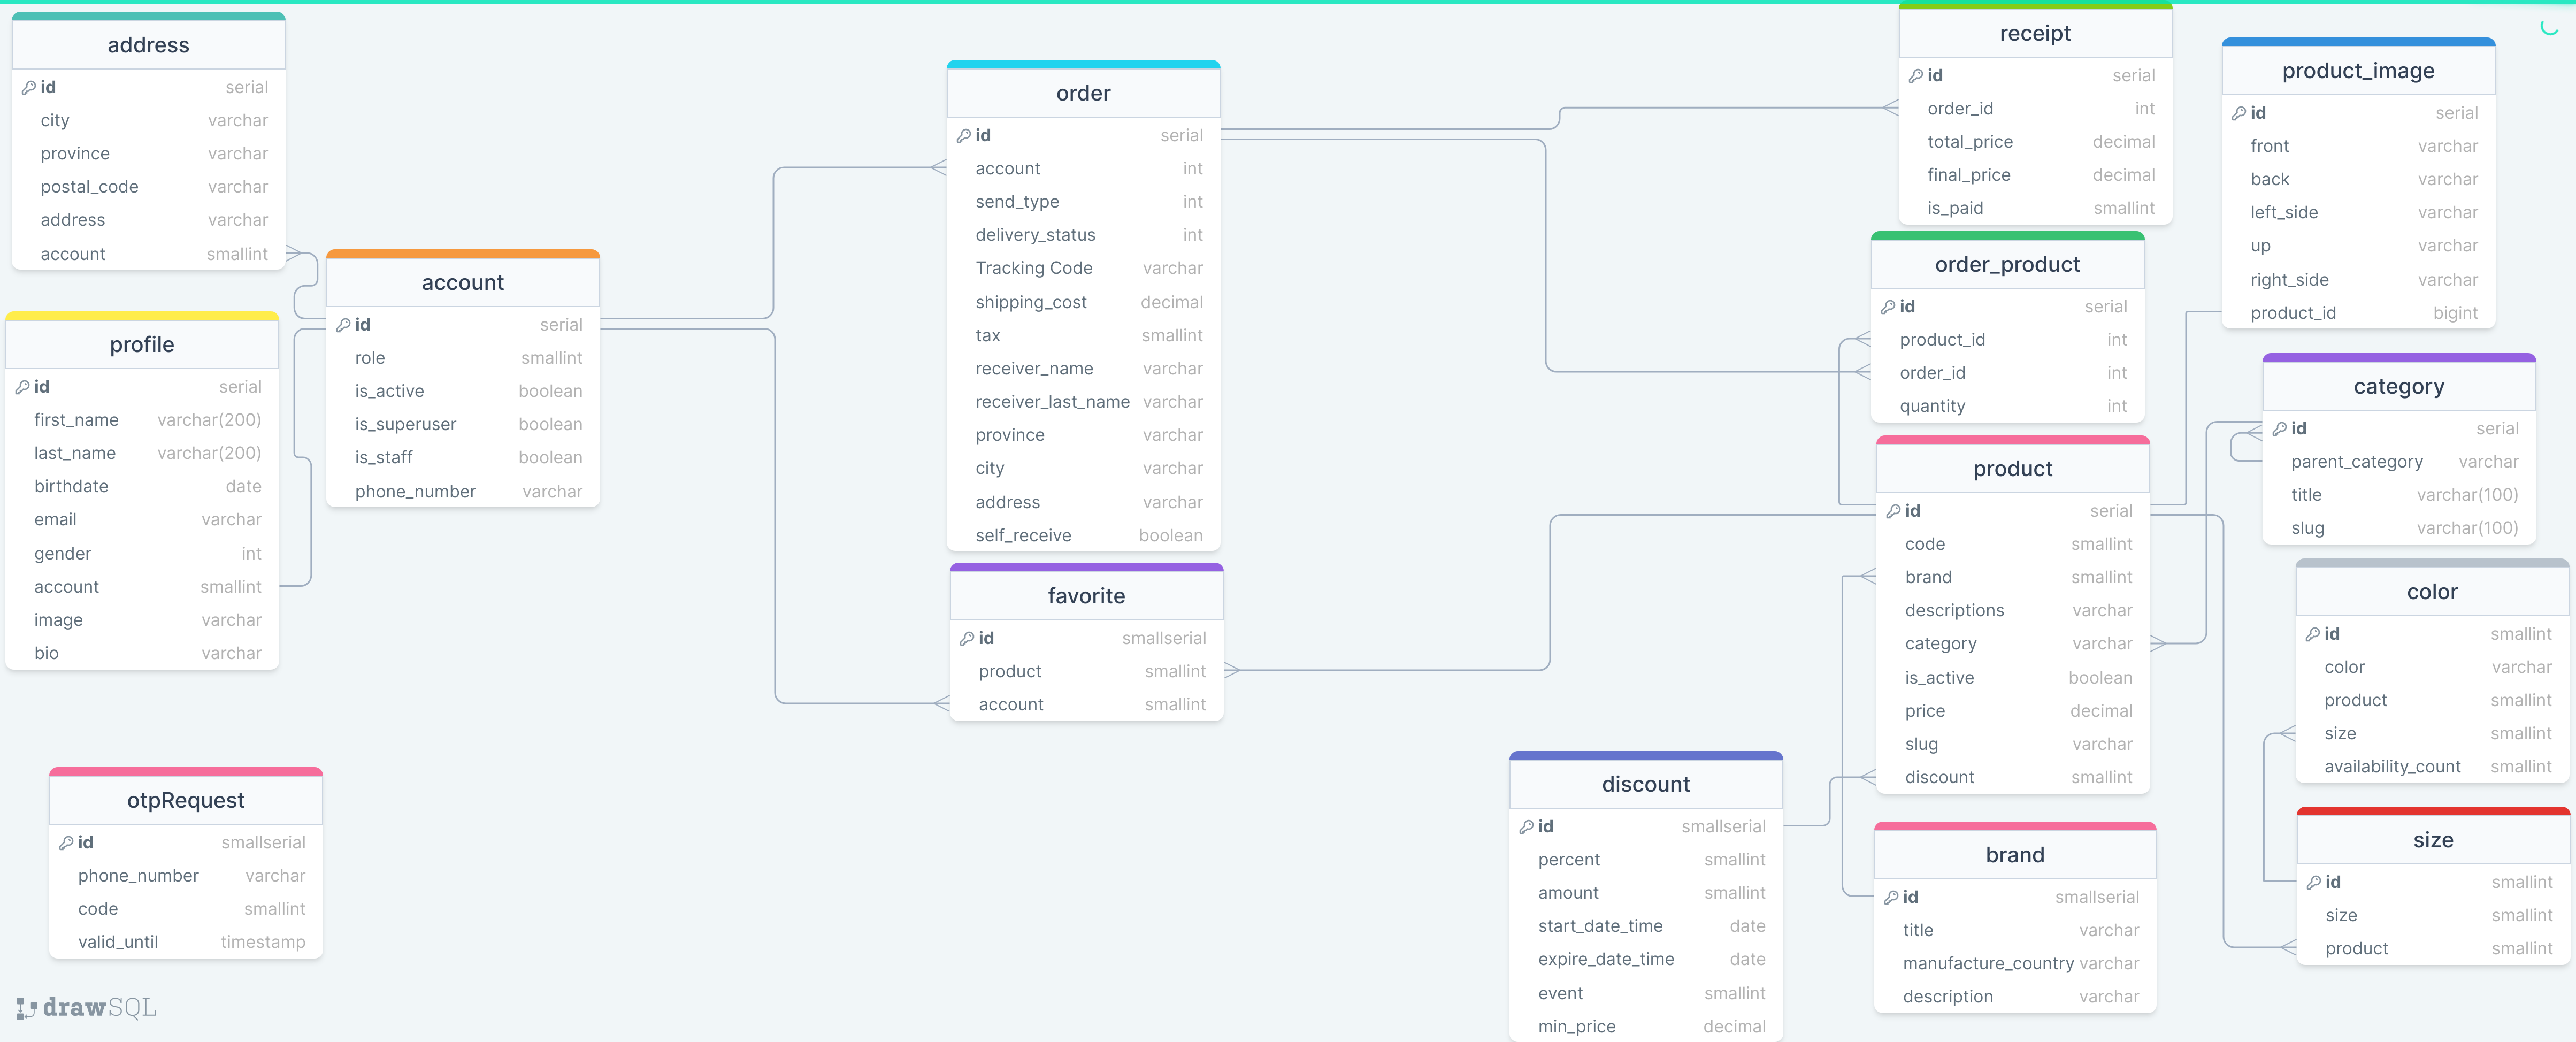 address
id serial
city varchar
province varchar
postal_code varchar
address varchar
account smallint
profile
id serial
first_name varchar(200)
last_name varchar(200)
birthdate date
email varchar
gender int
account smallint
image varchar
bio varchar
otpRequest
id smallserial
phone_number varchar
code smallint
valid_until timestamp
account
id serial
role smallint
is_active boolean
is_superuser boolean
is_staff boolean
phone_number varchar
order
id serial
account int
send_type int
delivery_status int
Tracking Code varchar
shipping_cost decimal
tax smallint
receiver_name varchar
receiver_last_name varchar
province varchar
city varchar
address varchar
self_receive boolean
favorite
id smallserial
product smallint
account smallint
discount
id smallserial
percent smallint
amount smallint
start_date_time date
expire_date_time date
event smallint
min_price decimal
receipt
id serial
order_id int
total_price decimal
final_price decimal
is_paid smallint
order_product
id serial
product_id int
order_id int
quantity int
product
id serial
code smallint
brand smallint
descriptions varchar
category varchar
is_active boolean
price decimal
slug varchar
discount smallint
brand
id smallserial
title varchar
manufacture_country varchar
description varchar
product_image
id serial
front varchar
back varchar
left_side varchar
up varchar
right_side varchar
product_id bigint
category
id serial
parent_category varchar
title varchar(100)
slug varchar(100)
color
id smallint
color varchar
product smallint
size smallint
availability_count smallint
size
id smallint
size smallint
product smallint
drawSQL